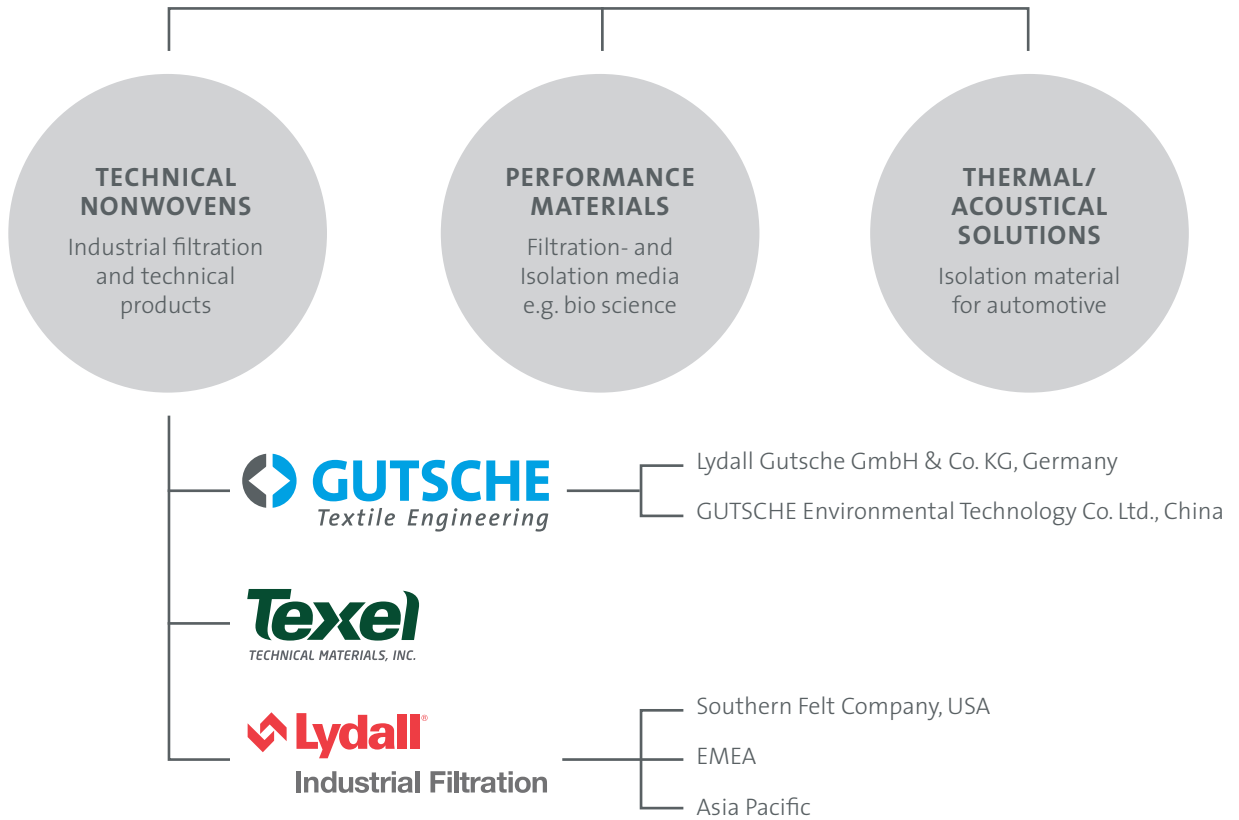 TECHNICAL
NONWOVENS
Industrial filtration
and technical
products
PERFORMANCE
MATERIALS
Filtration- and
Isolation media
e.g. bio science
THERMAL/
ACOUSTICAL
SOLUTIONS
Isolation material
for automotive
GUTSCHE
Textile Engineering
Lydall Gutsche GmbH & Co. KG, Germany
GUTSCHE Environmental Technology Co. Ltd., China
Texel
TECHNICAL MATERIALS, INC.
Lydall®
Industrial Filtration
Southern Felt Company, USA
EMEA
Asia Pacific